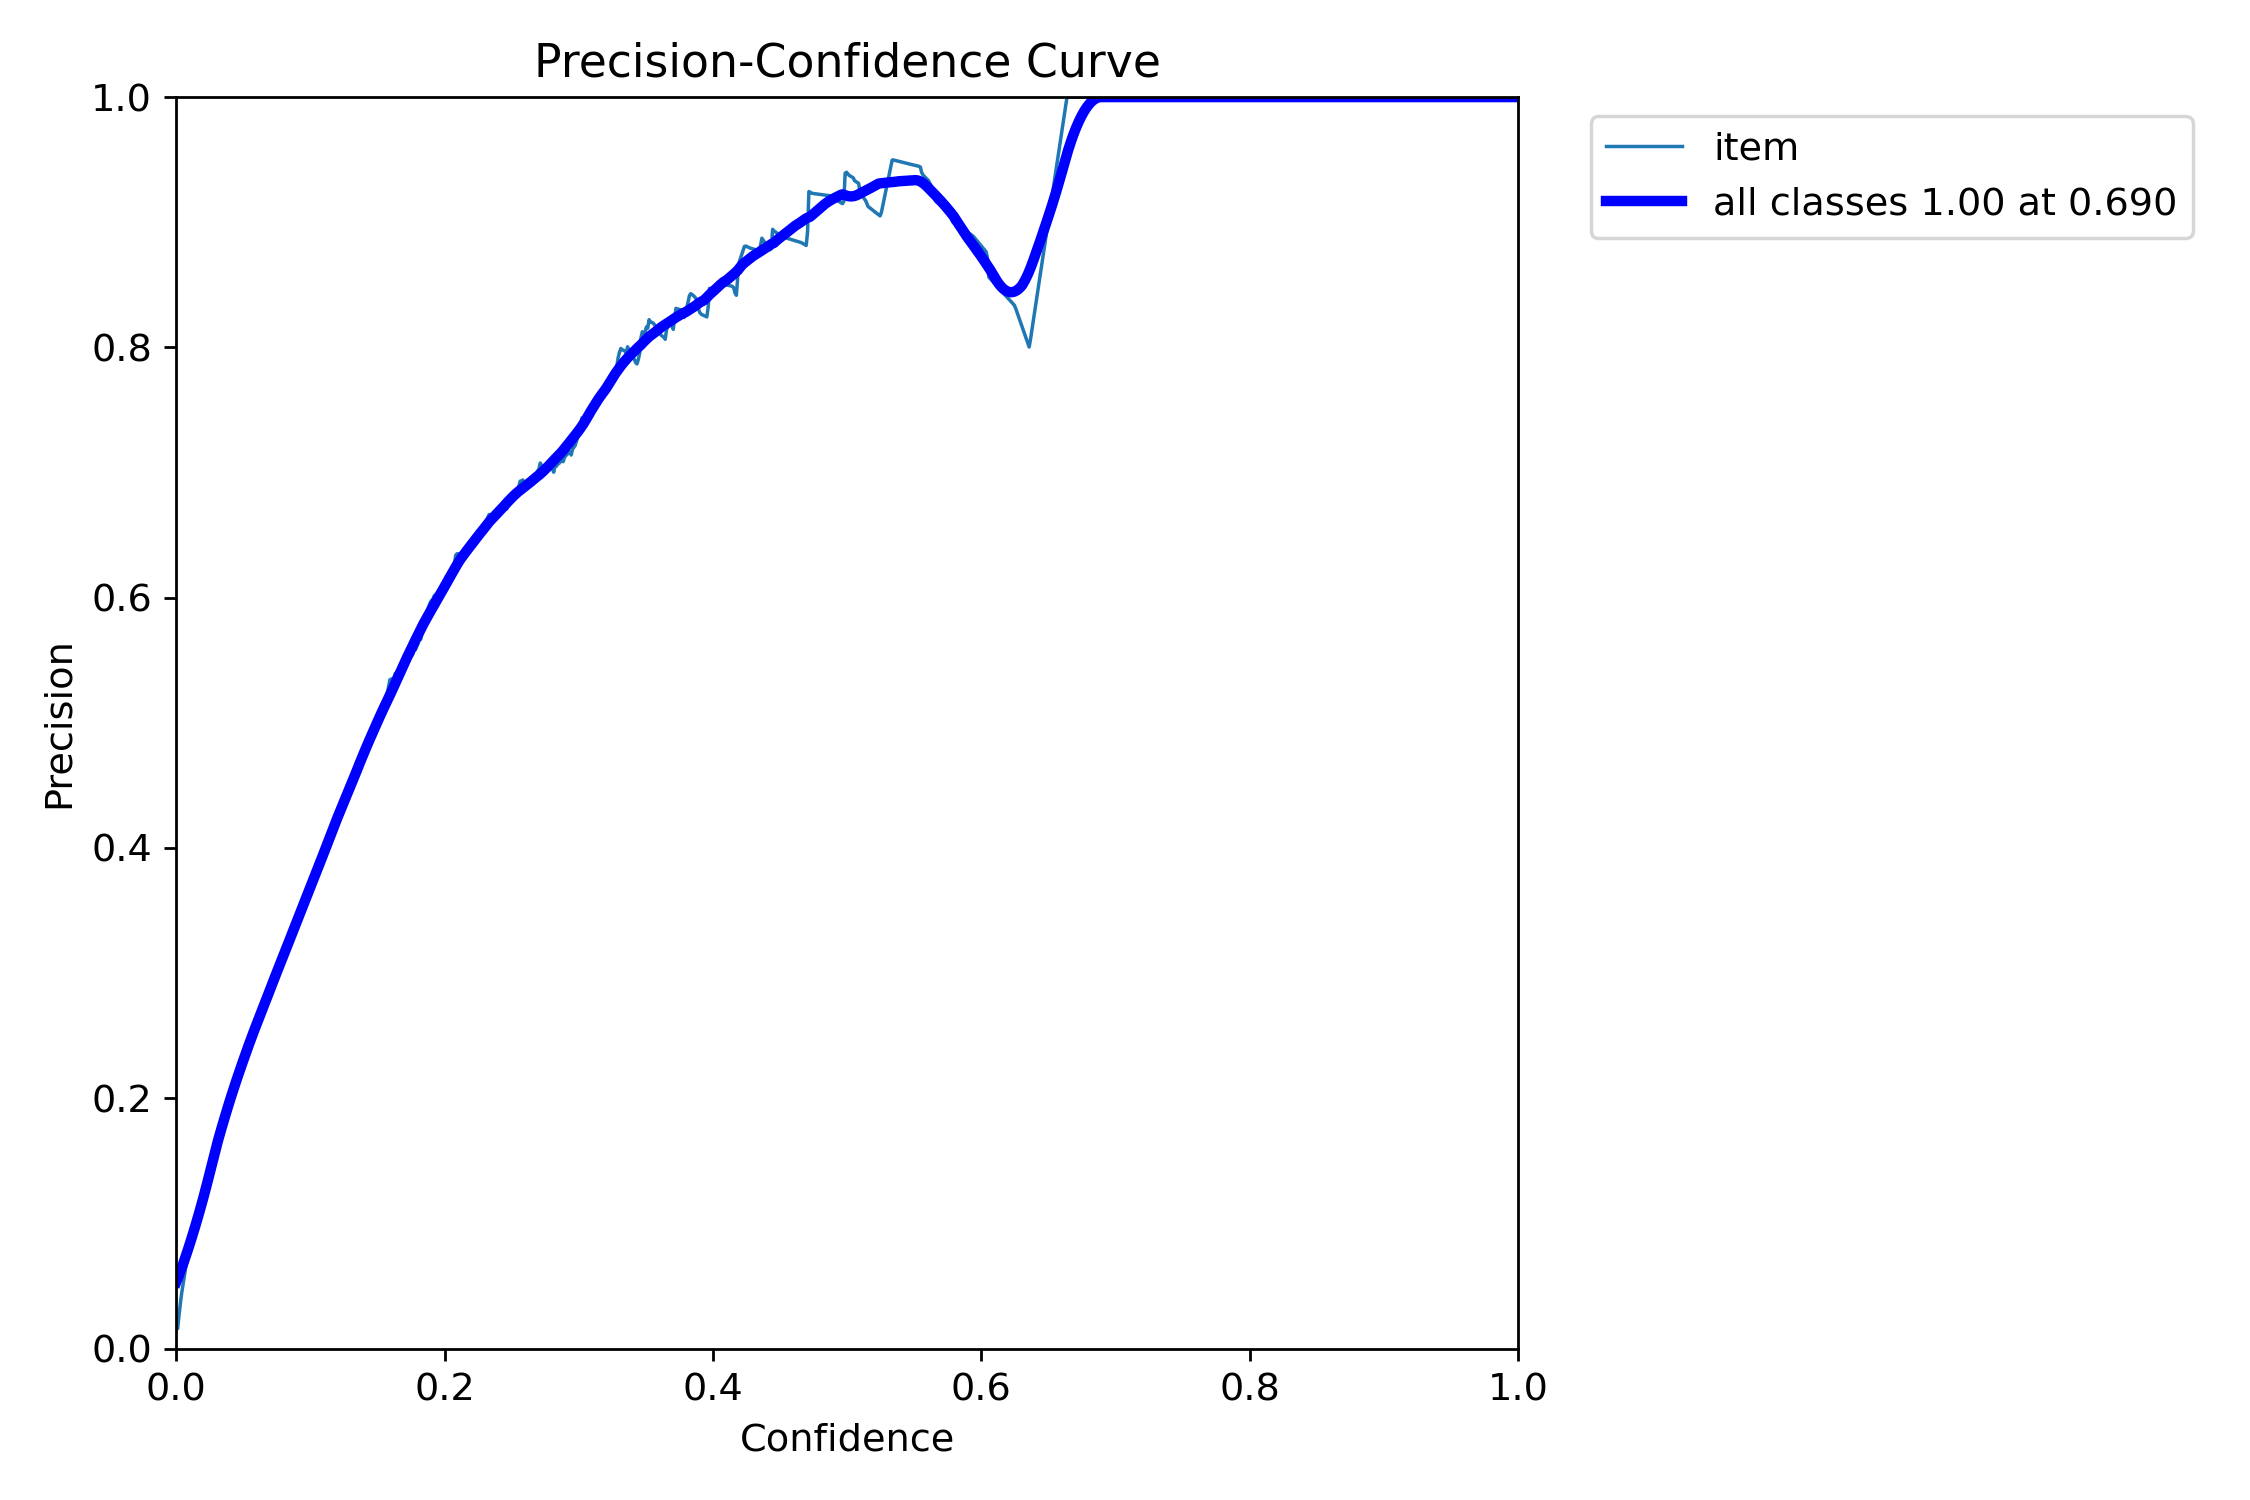 Precision-Confidence Curve
1.0
0.8
0.6
0.4
0.2
0.0
Precision
0.0 0.2 0.4 0.6 0.8 1.0
Confidence
item
all classes 1.00 at 0.690